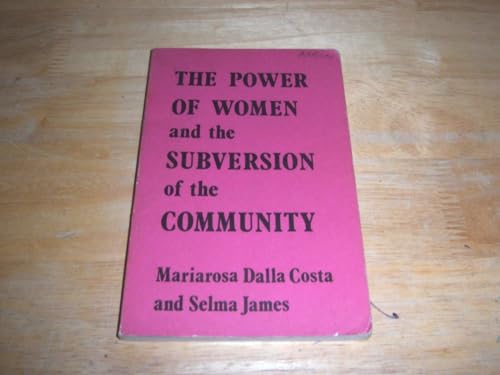 THE POWER
OF WOMEN
and the
SUBVERSION
of the
COMMUNITY
Mariarosa Dalla Costa
and Selma James